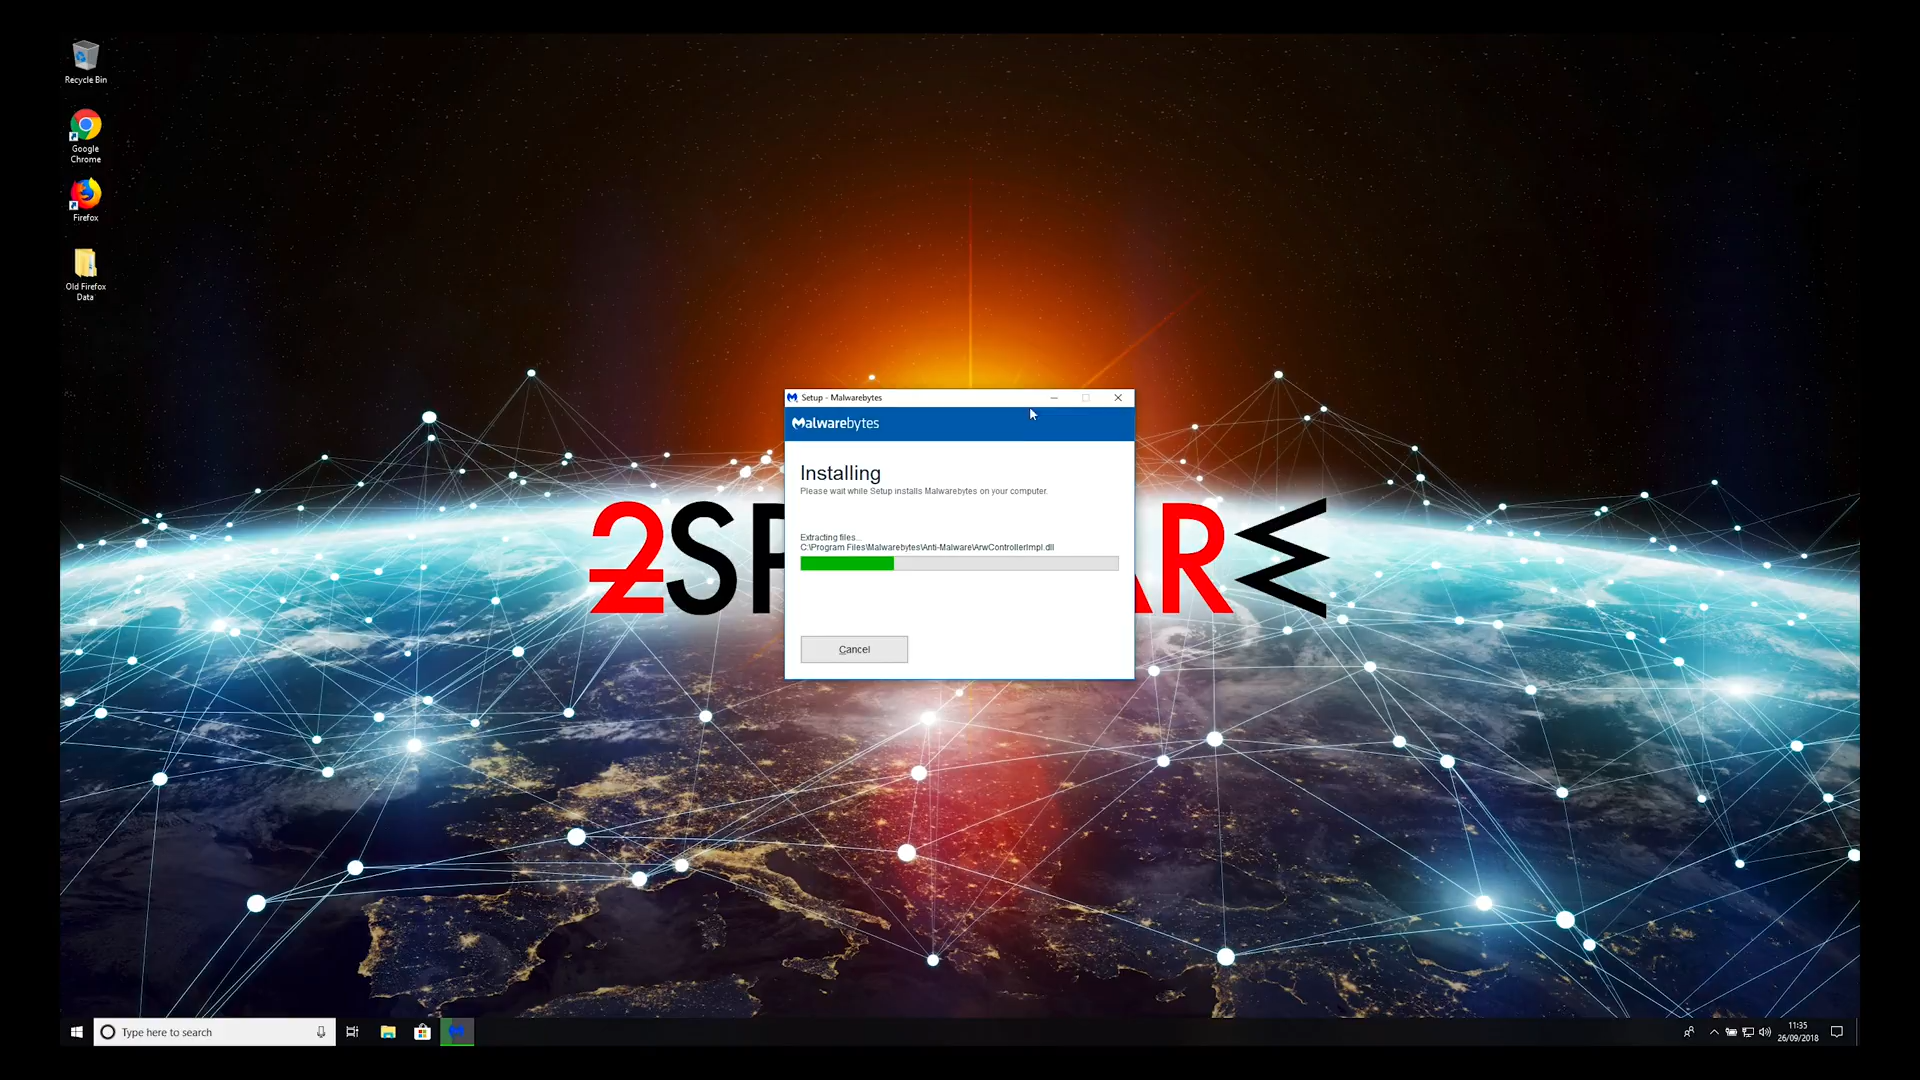 Recycle Bin
Google
Chrome
Firefox
Old Firefox
Data
Setup - Malwarebytes
Malwarebytes
Installing
Please wait while Setup installs Malwarebytes on your computer.
Extracting files...
C:\Program Files\Malwarebytes\Anti-Malware\ArwControllerImpl.dll
Cancel
2SP
Type here to search
11:35
26/09/2018